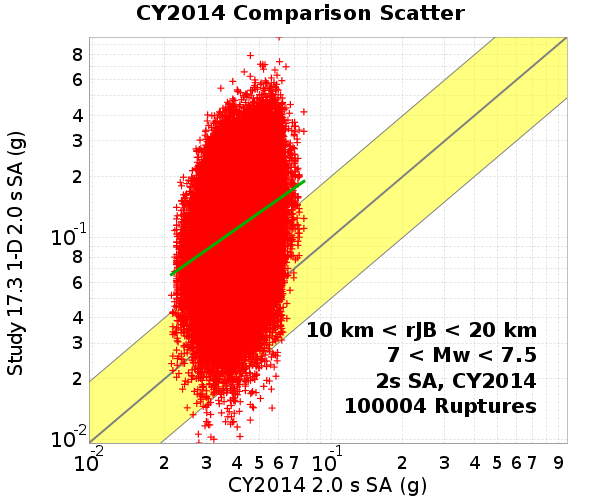 CY2014 Comparison Scatter
Study 17.3 1-D 2.0 s SA (g)
8
6
4
3
2
10-1
8
6
4
3
2
10-2
10 km < rJB < 20 km
7 < Mw < 7.5
2s SA, CY2014
100004 Ruptures
10-2 2 3 4 5 6 7 10-1 2 3 4 5 6 7 9
CY2014 2.0 s SA (g)